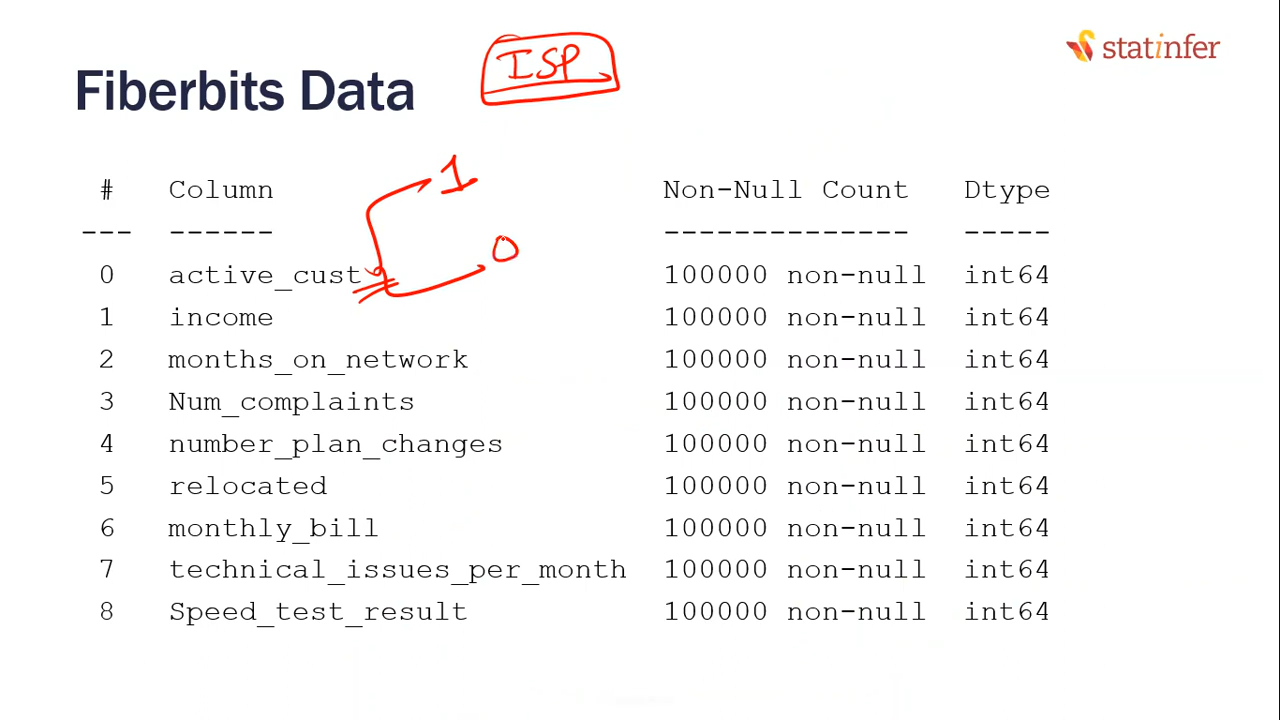 statinfer
Fiberbits Data
ISP
1
0
# Column Non-Null Count Dtype
--- ------ -------------- -----
0 active_cust 100000 non-null int64
1 income 100000 non-null int64
2 months_on_network 100000 non-null int64
3 Num_complaints 100000 non-null int64
4 number_plan_changes 100000 non-null int64
5 relocated 100000 non-null int64
6 monthly_bill 100000 non-null int64
7 technical_issues_per_month 100000 non-null int64
8 Speed_test_result 100000 non-null int64